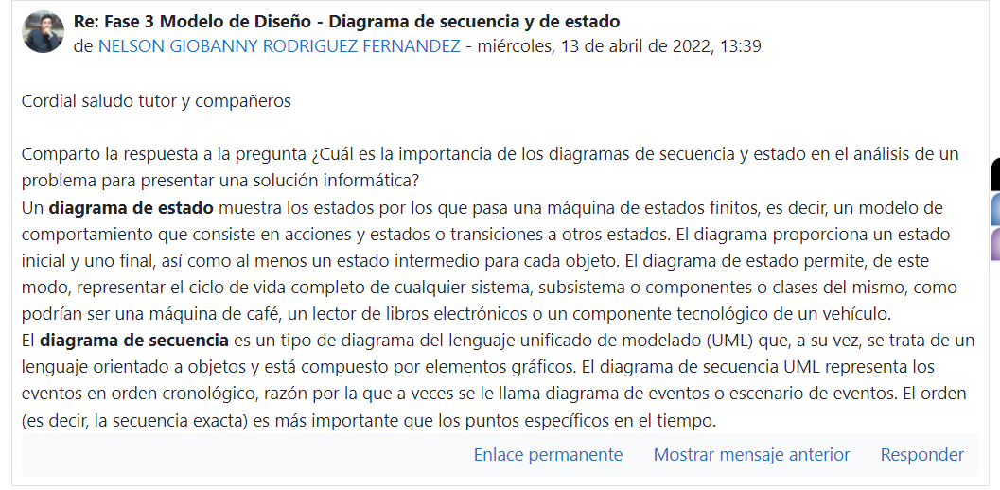 Re: Fase 3 Modelo de Diseño - Diagrama de secuencia y de estado
de NELSON GIOBANNY RODRIGUEZ FERNANDEZ - miércoles, 13 de abril de 2022, 13:39
Cordial saludo tutor y compañeros
Comparto la respuesta a la pregunta ¿Cuál es la importancia de los diagramas de secuencia y estado en el análisis de un
problema para presentar una solución informática?
Un diagrama de estado muestra los estados por los que pasa una máquina de estados finitos, es decir, un modelo de
comportamiento que consiste en acciones y estados o transiciones a otros estados. El diagrama proporciona un estado
inicial y uno final, así como al menos un estado intermedio para cada objeto. El diagrama de estado permite, de este
modo, representar el ciclo de vida completo de cualquier sistema, subsistema o componentes o clases del mismo, como
podrían ser una máquina de café, un lector de libros electrónicos o un componente tecnológico de un vehículo.
El diagrama de secuencia es un tipo de diagrama del lenguaje unificado de modelado (UML) que, a su vez, se trata de un
lenguaje orientado a objetos y está compuesto por elementos gráficos. El diagrama de secuencia UML representa los
eventos en orden cronológico, razón por la que a veces se le llama diagrama de eventos o escenario de eventos. El orden
(es decir, la secuencia exacta) es más importante que los puntos específicos en el tiempo.
Enlace permanente Mostrar mensaje anterior Responder